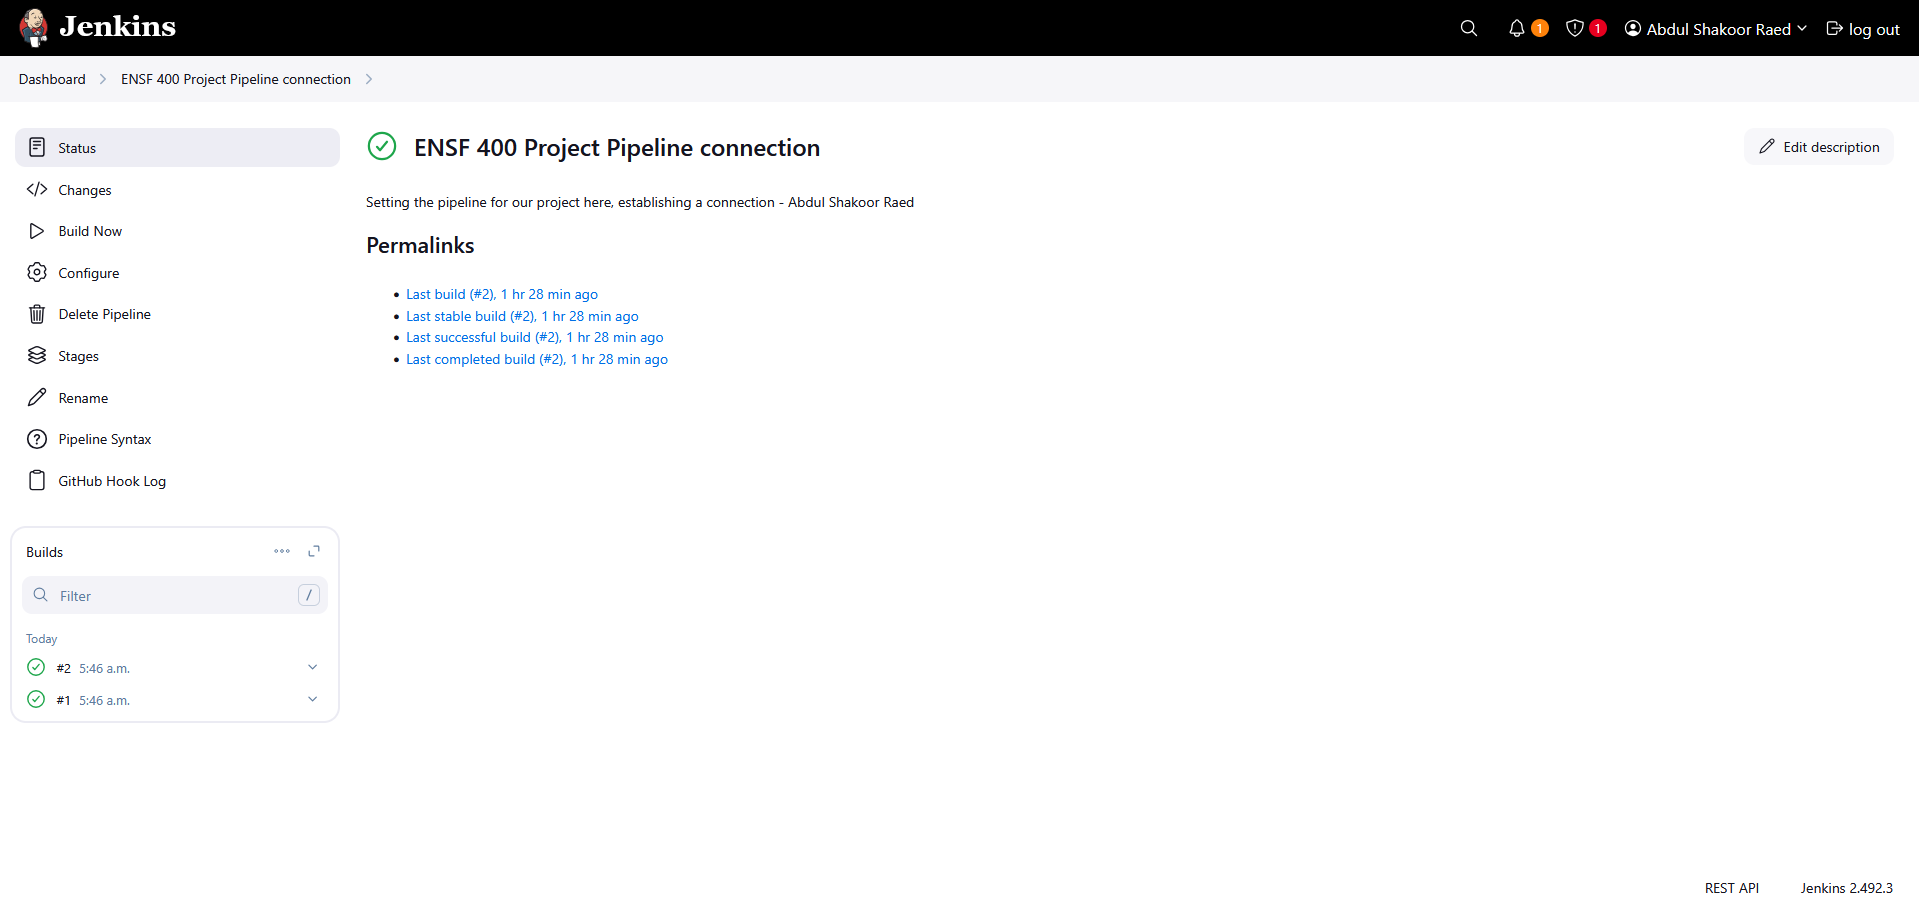 Jenkins
1
1
Abdul Shakoor Raed
log out
Dashboard
ENSF 400 Project Pipeline connection
Status
Changes
Build Now
Configure
Delete Pipeline
Stages
Rename
Pipeline Syntax
GitHub Hook Log
Builds
Filter
/
Today
#2 5:46 a.m.
#1 5:46 a.m.
ENSF 400 Project Pipeline connection
Edit description
Setting the pipeline for our project here, establishing a connection - Abdul Shakoor Raed
Permalinks
Last build (#2), 1 hr 28 min ago
Last stable build (#2), 1 hr 28 min ago
Last successful build (#2), 1 hr 28 min ago
Last completed build (#2), 1 hr 28 min ago
REST API
Jenkins 2.492.3